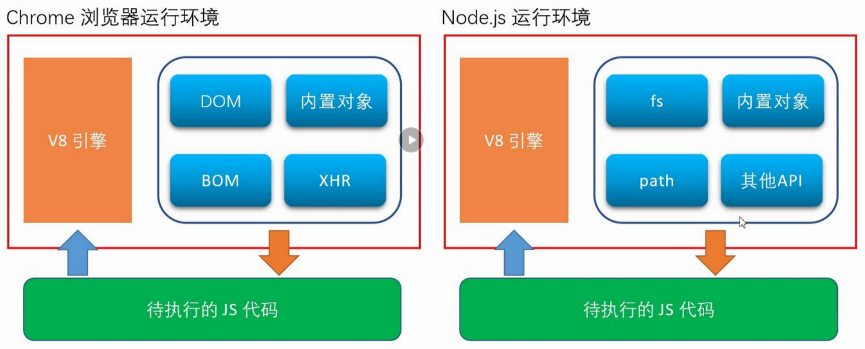 Chrome 浏览器运行环境
V8 引擎
DOM
内置对象
BOM
XHR
待执行的 JS 代码
Node.js 运行环境
V8 引擎
fs
内置对象
path
其他API
待执行的 JS 代码